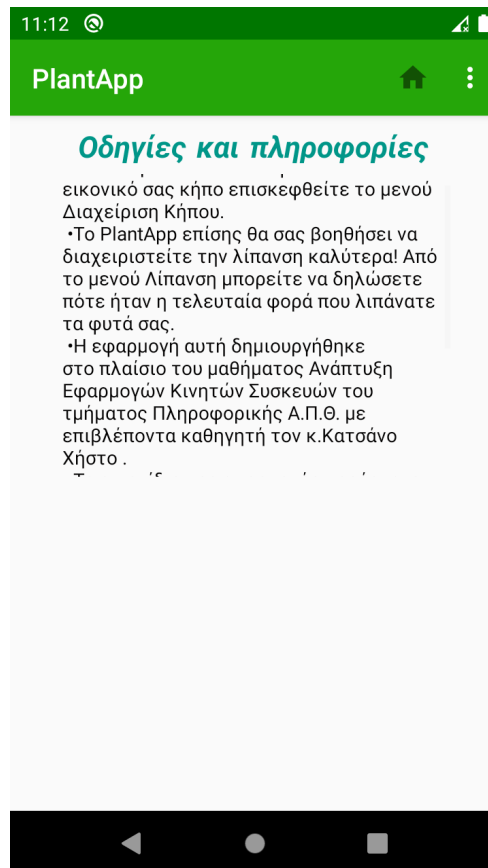 11:12
PlantApp
Οδηγίες και πληροφορίες
εικονικό σας κήπο επισκεφθείτε το μενού
Διαχείριση Κήπου.
•Το PlantApp επίσης θα σας βοηθήσει να
διαχειριστείτε την λίπανση καλύτερα! Από
το μενού Λίπανση μπορείτε να δηλώσετε
πότε ήταν η τελευταία φορά που λιπάνατε
τα φυτά σας.
•Η εφαρμογή αυτή δημιουργήθηκε
στο πλαίσιο του μαθήματος Ανάπτυξη
Εφαρμογών Κινητών Συσκευών του
τμήματος Πληροφορικής Α.Π.Θ. με
επιβλέποντα καθηγητή τον κ.Κατσάνο
Χήστο .